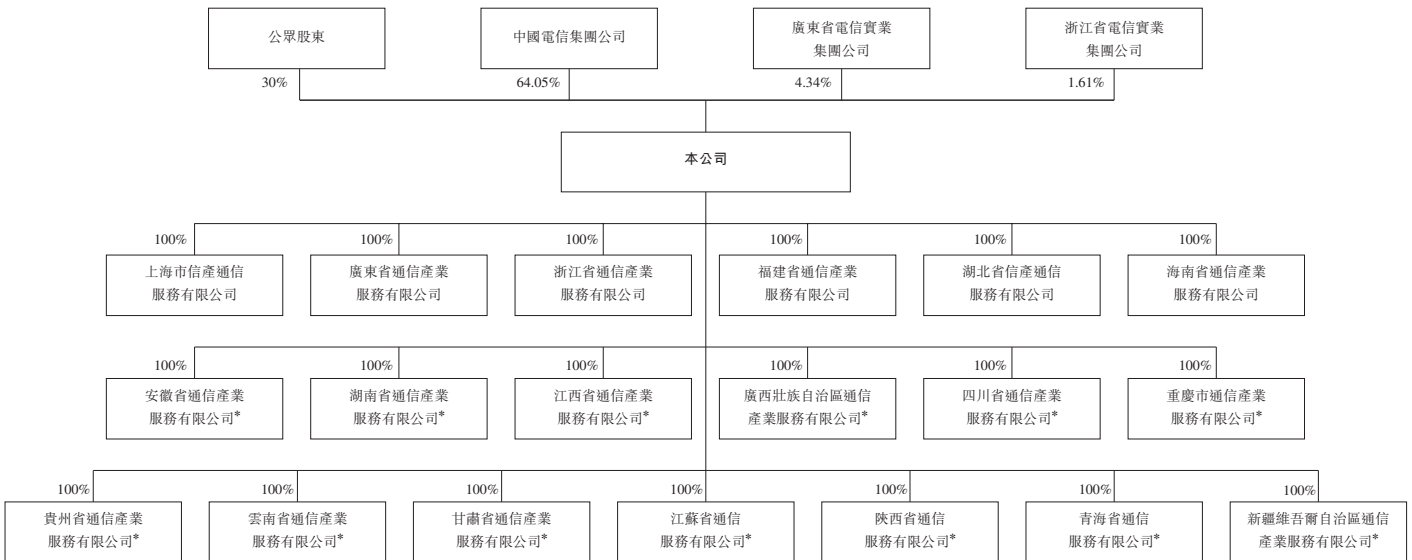 公眾股東
中國電信集團公司
廣東省電信實業
集團公司
浙江省電信實業
集團公司
30%
64.05%
4.34%
1.61%
本公司
100%
100%
100%
100%
100%
100%
上海市信產通信
服務有限公司
廣東省通信產業
服務有限公司
浙江省通信產業
服務有限公司
福建省通信產業
服務有限公司
湖北省信產通信
服務有限公司
海南省通信產業
服務有限公司
100%
100%
100%
100%
100%
100%
安徽省通信產業
服務有限公司*
湖南省通信產業
服務有限公司*
江西省通信產業
服務有限公司*
廣西壯族自治區通信
產業服務有限公司*
四川省通信產業
服務有限公司*
重慶市通信產業
服務有限公司*
100%
100%
100%
100%
100%
100%
100%
貴州省通信產業
服務有限公司*
雲南省通信產業
服務有限公司*
甘肅省通信產業
服務有限公司*
江蘇省通信
服務有限公司*
陝西省通信
服務有限公司*
青海省通信
服務有限公司*
新疆維吾爾自治區通信
產業服務有限公司*